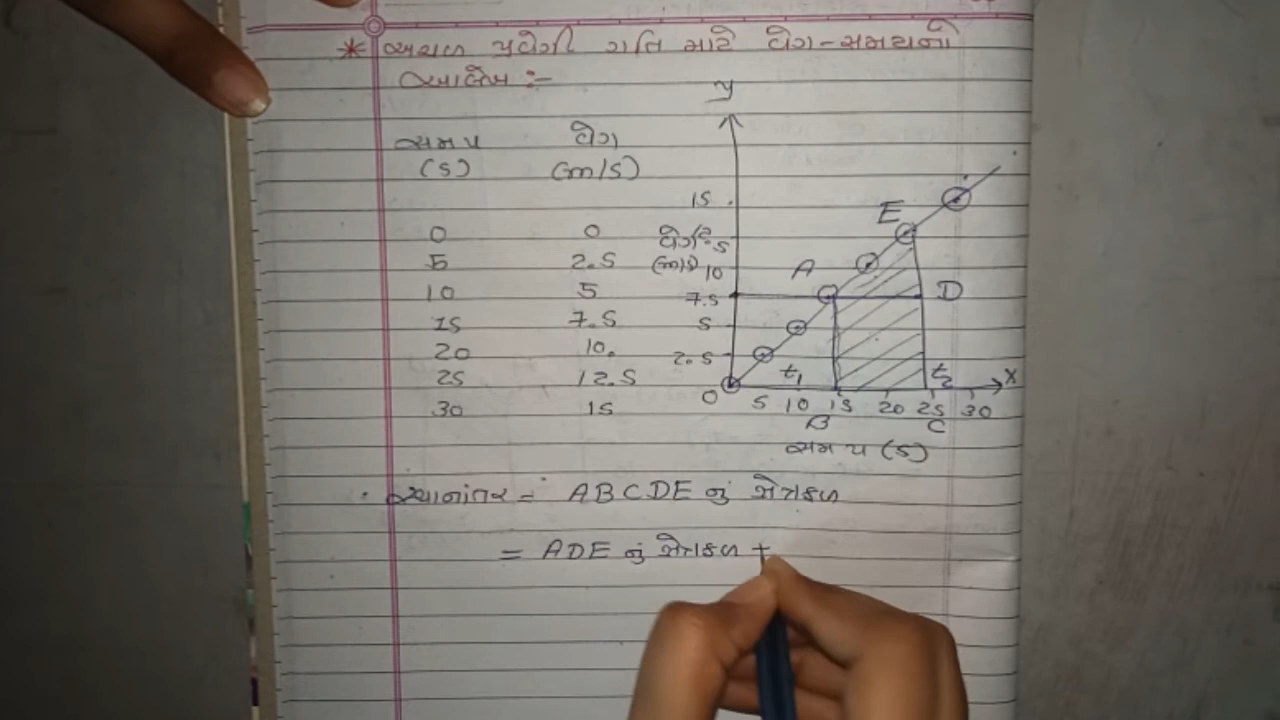 * અચળ પ્રવેગી ગતિ માટે વેગ-સમયનો
આલેખ :-
સમય વેગ
(s) (m/s)
0 0
5 2.5
10 5
15 7.5
20 10.
25 12.5
30 15
y
15
વેગ 12.5
(m/s) 10
7.5
5
2.5
O
A
E
D
t₁
t₂
X
5 10 15 20 25 30
B C
સમય (s)
સ્થાનાંતર = ABCDE નું ક્ષેત્રફળ
= ADE નું ક્ષેત્રફળ +